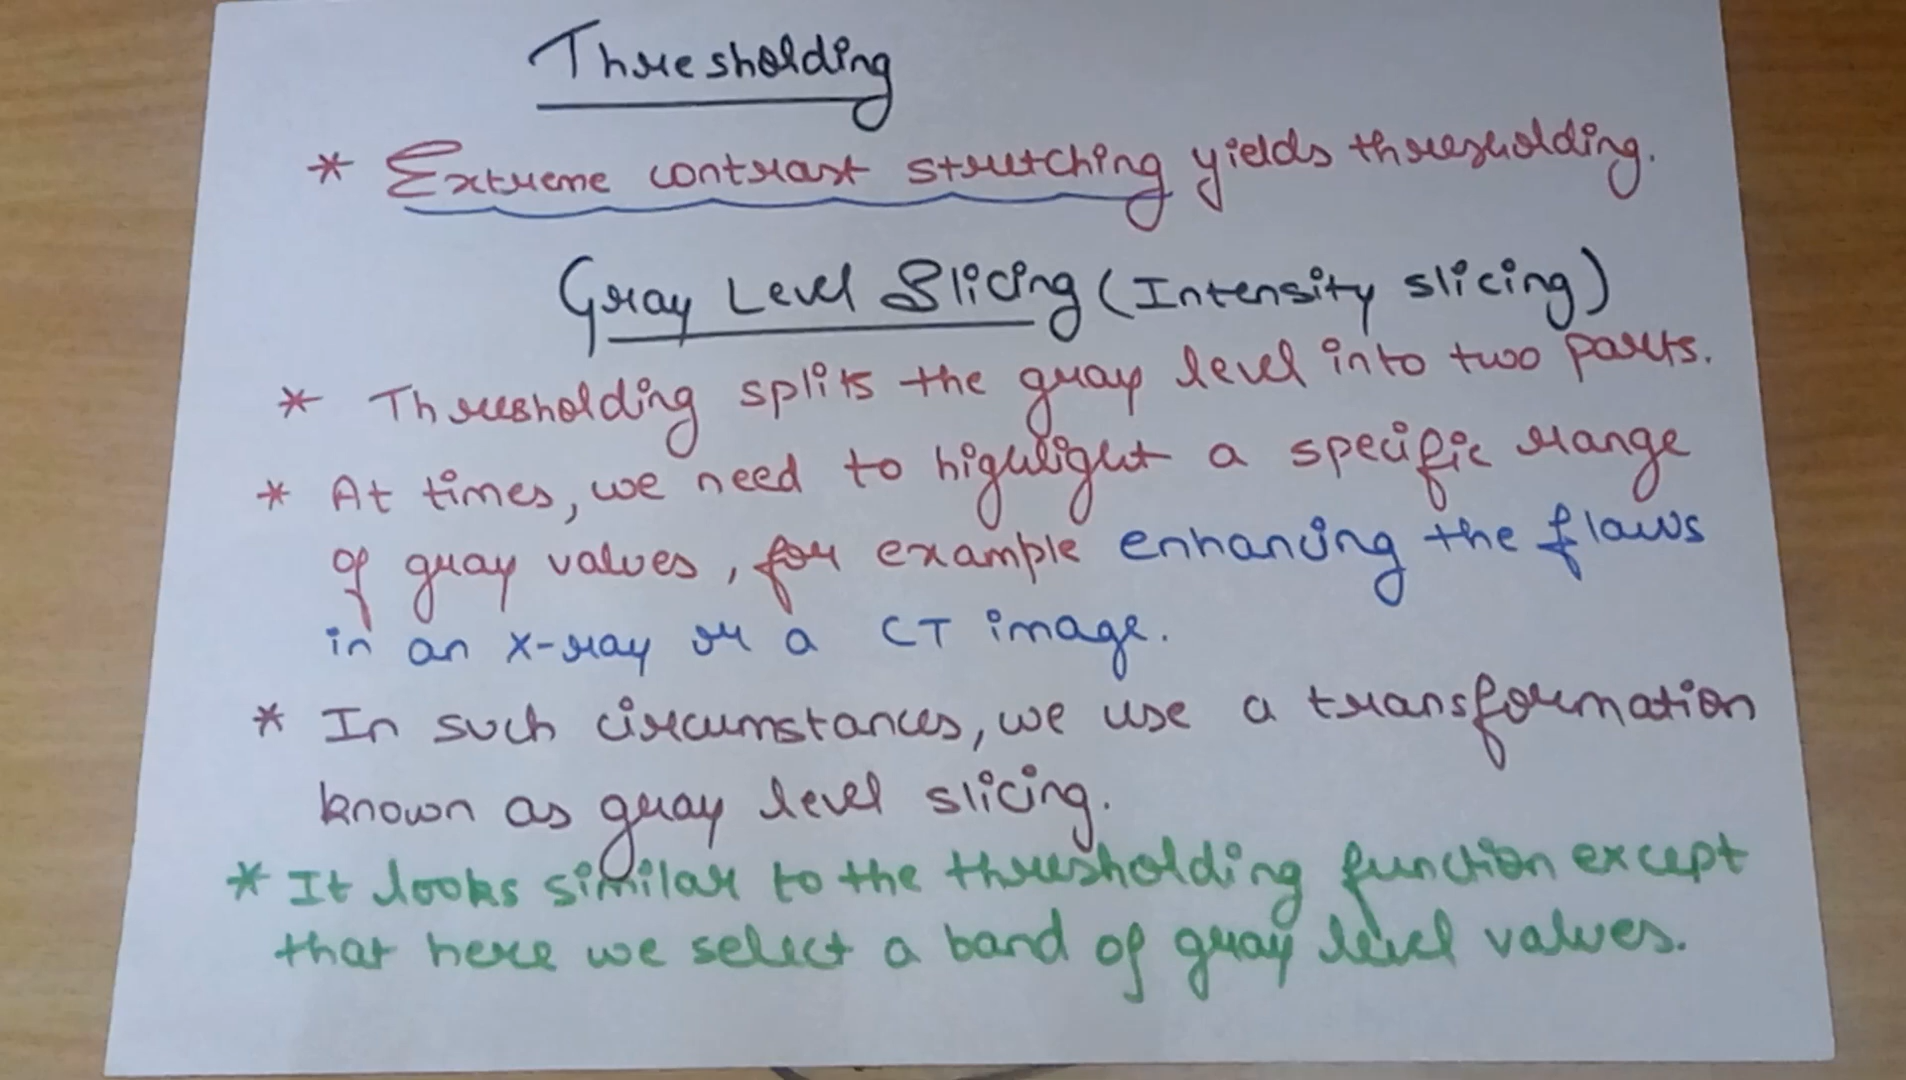 Thresholding
* Extreme contrast stretching yields thresholding.
Gray Level Slicing (Intensity slicing)
* Thresholding splits the gray level into two parts.
* At times, we need to highlight a specific range
of gray values, for example enhancing the flaws
in an x-ray or a CT image.
* In such circumstances, we use a transformation
known as gray level slicing.
* It looks similar to the thresholding function except
that here we select a band of gray level values.